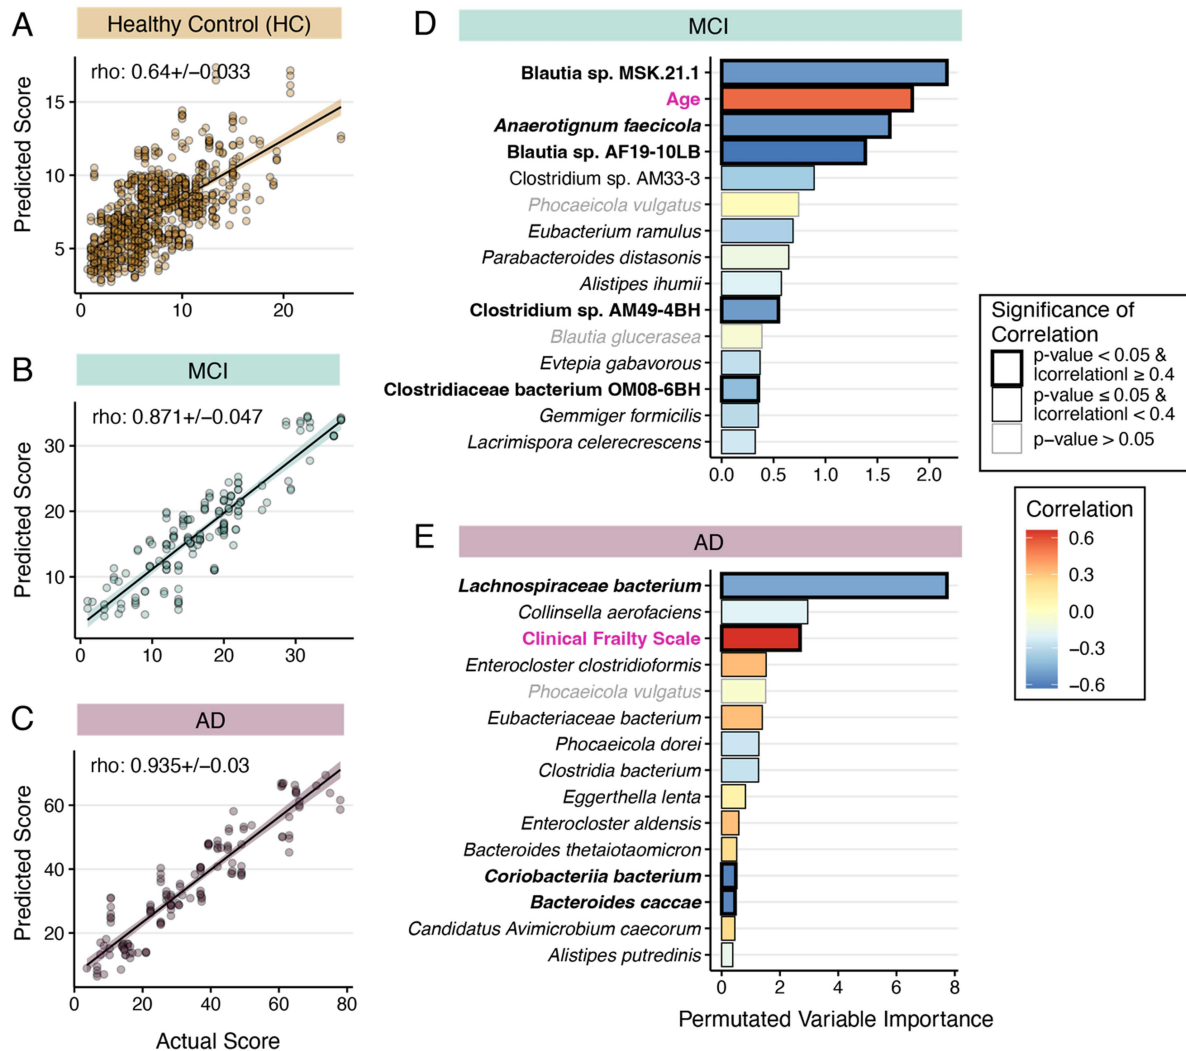 A
Healthy Control (HC)
rho: 0.64+/−0.033
Predicted Score
15
10
5
0
10
20
B
MCI
rho: 0.871+/−0.047
Predicted Score
30
20
10
0
10
20
30
C
AD
rho: 0.935+/−0.03
Predicted Score
60
40
20
0
20
40
60
80
Actual Score
D
MCI
Blautia sp. MSK.21.1
Age
Anaerotignum faecicola
Blautia sp. AF19-10LB
Clostridium sp. AM33-3
Phocaeicola vulgatus
Eubacterium ramulus
Parabacteroides distasonis
Alistipes ihumii
Clostridium sp. AM49-4BH
Blautia glucerasea
Evtepia gabavorous
Clostridiaceae bacterium OM08-6BH
Gemmiger formicilis
Lacrimispora celerecrescens
0.0
0.5
1.0
1.5
2.0
E
AD
Lachnospiraceae bacterium
Collinsella aerofaciens
Clinical Frailty Scale
Enterocloster clostridioformis
Phocaeicola vulgatus
Eubacteriaceae bacterium
Phocaeicola dorei
Clostridia bacterium
Eggerthella lenta
Enterocloster aldensis
Bacteroides thetaiotaomicron
Coriobacteriia bacterium
Bacteroides caccae
Candidatus Avimicrobium caecorum
Alistipes putredinis
0
2
4
6
8
Permutated Variable Importance
Significance of
Correlation
p-value < 0.05 &
|correlation| ≥ 0.4
p-value ≤ 0.05 &
|correlation| < 0.4
p−value > 0.05
Correlation
0.6
0.3
0.0
−0.3
−0.6